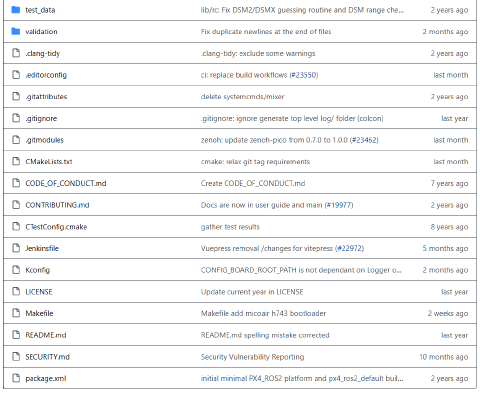 test_data lib/rc: Fix DSM2/DSMX guessing routine and DSM range che... 2 years ago
validation Fix duplicate newlines at the end of files 2 months ago
.clang-tidy .clang-tidy: exclude some warnings 2 years ago
.editorconfig ci: replace build workflows (#23550) last month
.gitattributes delete systemcmds/mixer 2 years ago
.gitignore .gitignore: ignore generate top level log/ folder (colcon) last year
.gitmodules zenoh: update zenoh-pico from 0.7.0 to 1.0.0 (#23462) last month
CMakeLists.txt cmake: relax git tag requirements last month
CODE_OF_CONDUCT.md Create CODE_OF_CONDUCT.md 7 years ago
CONTRIBUTING.md Docs are now in user guide and main (#19977) 2 years ago
CTestConfig.cmake gather test results 8 years ago
Jenkinsfile Vuepress removal /changes for vitepress (#22972) 5 months ago
Kconfig CONFIG_BOARD_ROOT_PATH is not dependant on Logger o... 2 months ago
LICENSE Update current year in LICENSE last year
Makefile Makefile add micoair h743 bootloader 2 weeks ago
README.md README.md spelling mistake corrected last year
SECURITY.md Security Vulnerability Reporting 10 months ago
package.xml initial minimal PX4_ROS2 platform and px4_ros2_default buil... 2 years ago